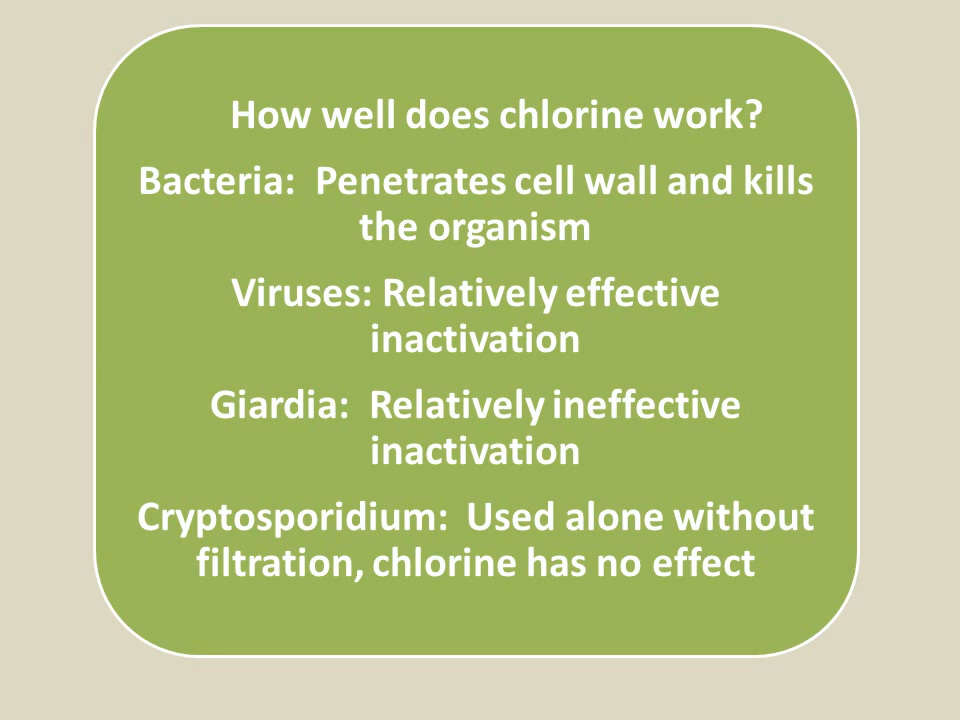 How well does chlorine work?
Bacteria:  Penetrates cell wall and kills
the organism
Viruses: Relatively effective
inactivation
Giardia:  Relatively ineffective
inactivation
Cryptosporidium:  Used alone without
filtration, chlorine has no effect